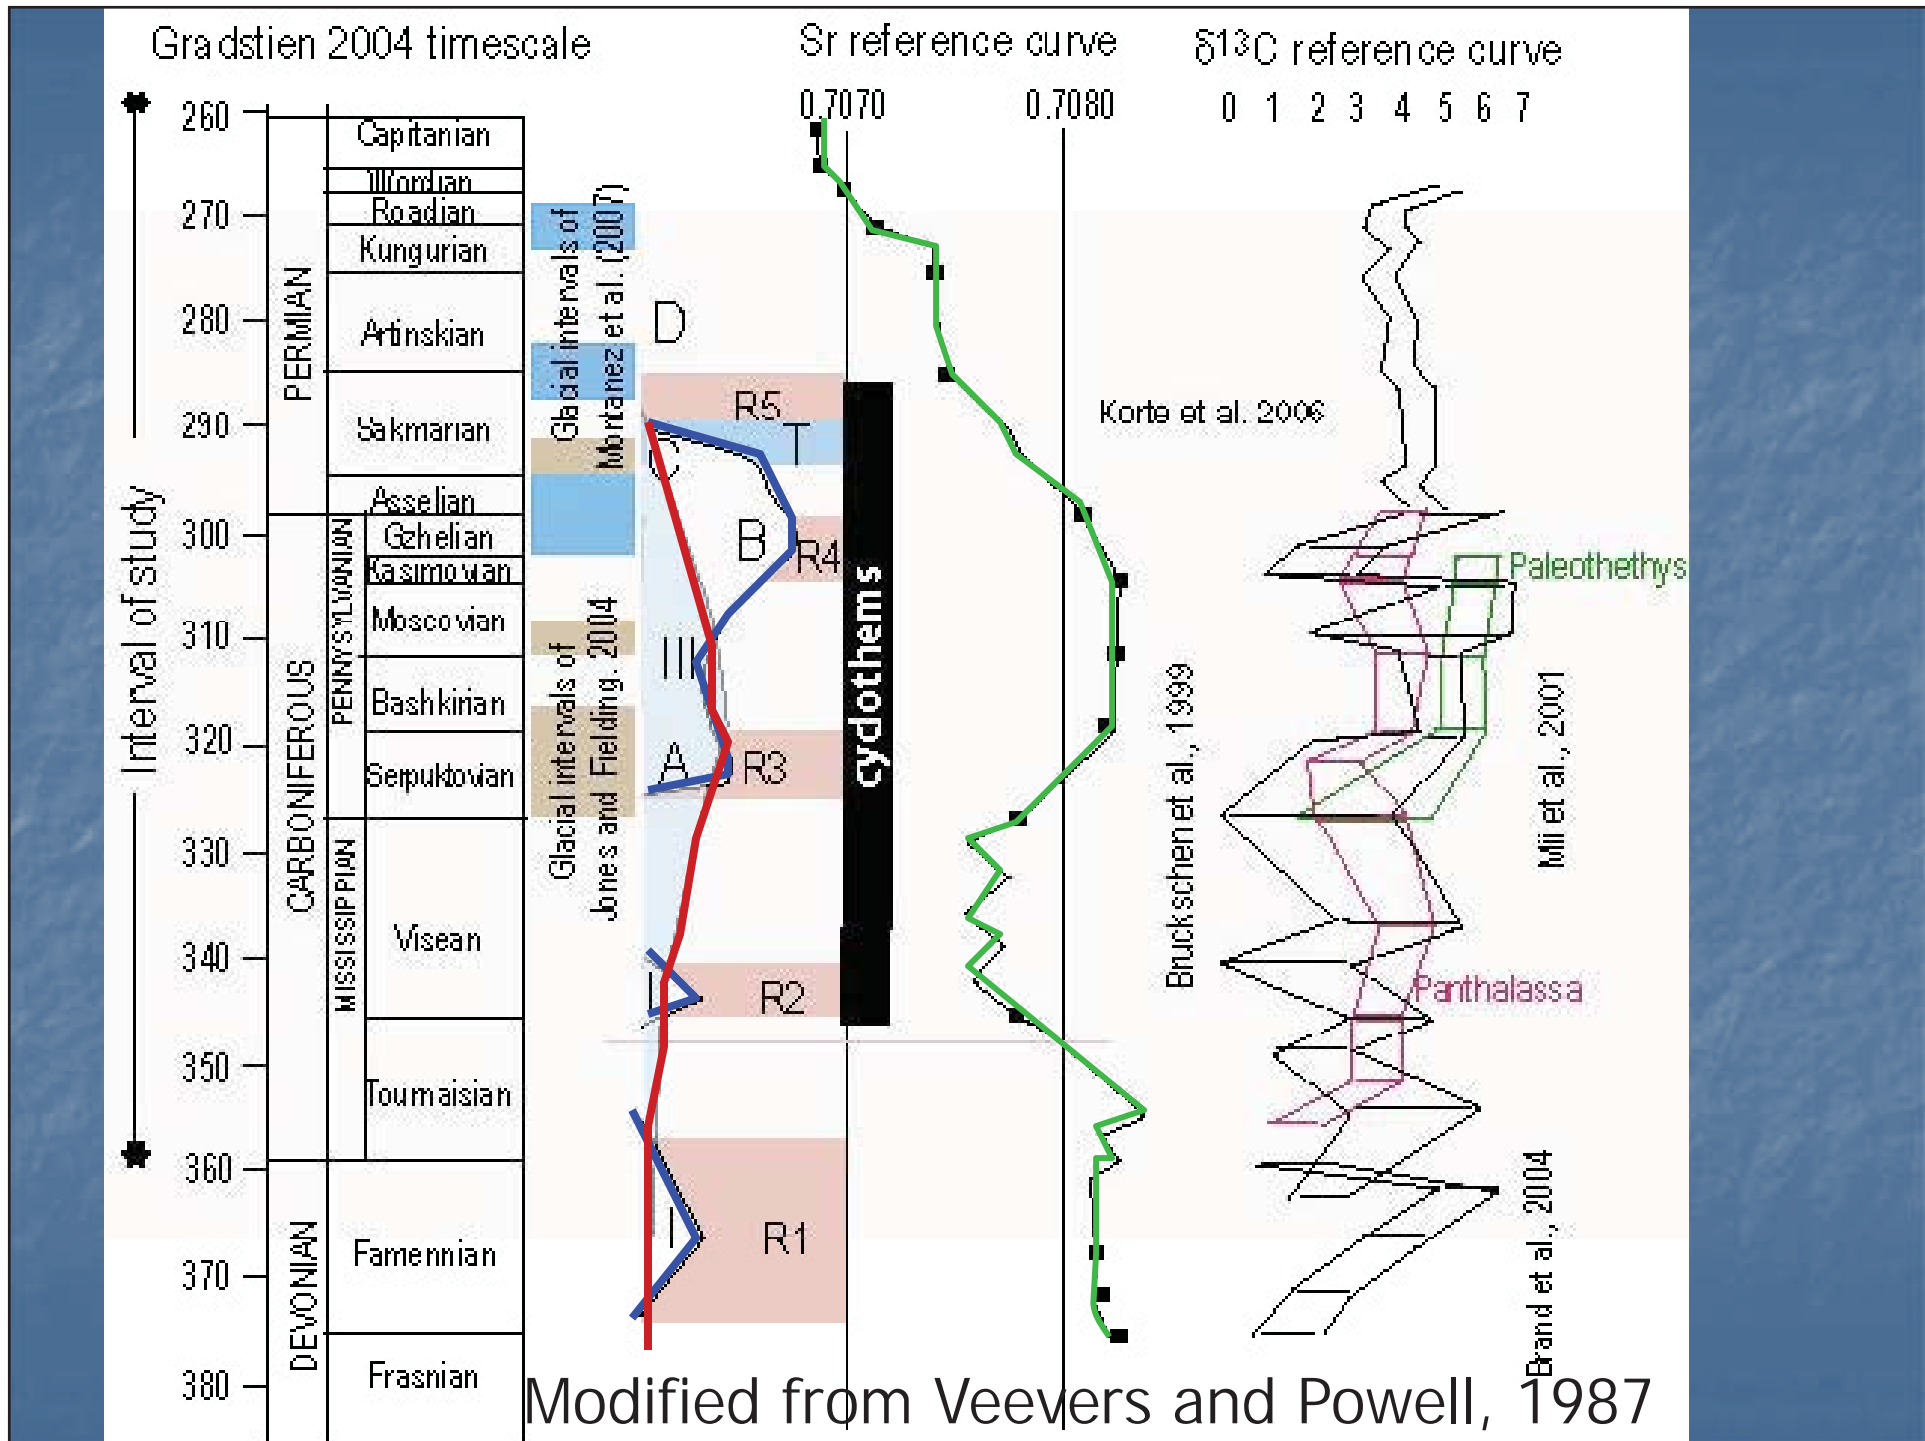 Gradstien 2004 timescale
Sr reference curve
δ13C reference curve
0.7070
0.7080
0 1 2 3 4 5 6 7
Interval of study
260
270
280
290
300
310
320
330
340
350
360
370
380
PERMIAN
CARBONIFEROUS
DEVONIAN
PENNYSYLWANIAN
MISSISSIPPIAN
Capitanian
Wordian
Roadian
Kungurian
Artinskian
Sakmarian
Asselian
Gzhelian
Kasimowian
Moscovian
Bashkirian
Serpuktovian
Visean
Tournaisian
Famennian
Frasnian
Glacial intervals of
Montanez et al. (2007)
Glacial intervals of
Jones and Fielding. 2004
D
R5
T
C
B
R4
III
A
R3
I
R2
I
R1
cydothems
Korte et al. 2006
Paleothethys
Bruckschen et al., 1999
Mii et al., 2001
Panthalassa
Brand et al., 2004
Modified from Veevers and Powell, 1987